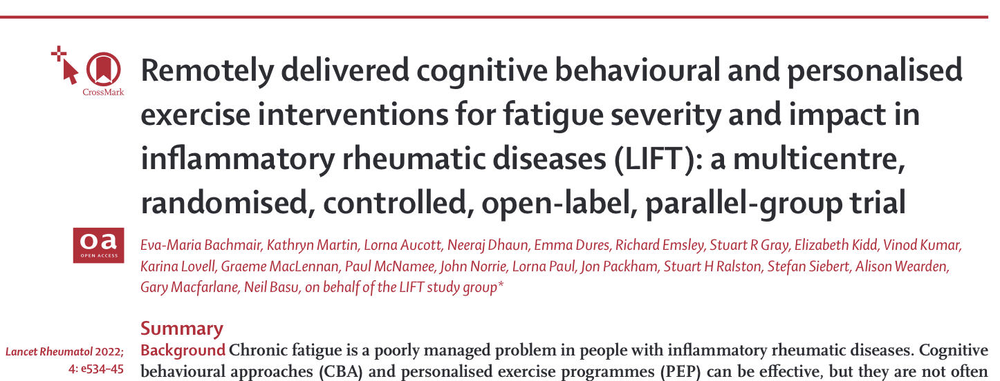 CrossMark
Remotely delivered cognitive behavioural and personalised
exercise interventions for fatigue severity and impact in
inflammatory rheumatic diseases (LIFT): a multicentre,
randomised, controlled, open-label, parallel-group trial
oa
OPEN ACCESS
Eva-Maria Bachmair, Kathryn Martin, Lorna Aucott, Neeraj Dhaun, Emma Dures, Richard Emsley, Stuart R Gray, Elizabeth Kidd, Vinod Kumar,
Karina Lovell, Graeme MacLennan, Paul McNamee, John Norrie, Lorna Paul, Jon Packham, Stuart H Ralston, Stefan Siebert, Alison Wearden,
Gary Macfarlane, Neil Basu, on behalf of the LIFT study group*
Summary
Lancet Rheumatol 2022;
4: e534–45
Background Chronic fatigue is a poorly managed problem in people with inflammatory rheumatic diseases. Cognitive
behavioural approaches (CBA) and personalised exercise programmes (PEP) can be effective, but they are not often